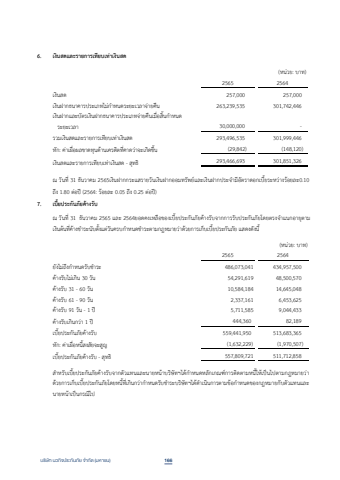 6. เงินสดและรายการเทียบเท่าเงินสด
(หน่วย: บาท)
2565 2564
เงินสด 257,000 257,000
เงินฝากธนาคารประเภทไม่กำหนดระยะเวลาจ่ายคืน 263,239,535 301,742,446
เงินฝากและบัตรเงินฝากธนาคารประเภทจ่ายคืนเมื่อสิ้นกำหนด
ระยะเวลา 30,000,000 -
รวมเงินสดและรายการเทียบเท่าเงินสด 293,496,535 301,999,446
หัก: ค่าเผื่อผลขาดทุนด้านเครดิตที่คาดว่าจะเกิดขึ้น (29,842) (148,120)
เงินสดและรายการเทียบเท่าเงินสด - สุทธิ 293,466,693 301,851,326
ณ วันที่ 31 ธันวาคม 2565เงินฝากกระแสรายวันเงินฝากออมทรัพย์และเงินฝากประจำมีอัตราดอกเบี้ยระหว่างร้อยละ0.10
ถึง 1.80 ต่อปี (2564: ร้อยละ 0.05 ถึง 0.25 ต่อปี)
7. เบี้ยประกันภัยค้างรับ
ณ วันที่ 31 ธันวาคม 2565 และ 2564ยอดคงเหลือของเบี้ยประกันภัยค้างรับจากการรับประกันภัยโดยตรงจำแนกอายุตาม
เงินต้นที่ค้างชำระนับตั้งแต่วันครบกำหนดชำระตามกฎหมายว่าด้วยการเก็บเบี้ยประกันภัย แสดงดังนี้
(หน่วย: บาท)
2565 2564
ยังไม่ถึงกำหนดรับชำระ 486,073,041 434,957,500
ค้างรับไม่เกิน 30 วัน 54,291,619 48,500,570
ค้างรับ 31 - 60 วัน 10,584,184 14,645,048
ค้างรับ 61 - 90 วัน 2,337,161 6,453,625
ค้างรับ 91 วัน - 1 ปี 5,711,585 9,044,433
ค้างรับเกินกว่า 1 ปี 444,360 82,189
เบี้ยประกันภัยค้างรับ 559,441,950 513,683,365
หัก: ค่าเผื่อหนี้สงสัยจะสูญ (1,632,229) (1,970,507)
เบี้ยประกันภัยค้างรับ - สุทธิ 557,809,721 511,712,858
สำหรับเบี้ยประกันภัยค้างรับจากตัวแทนและนายหน้าบริษัทฯได้กำหนดหลักเกณฑ์การติดตามหนี้ให้เป็นไปตามกฎหมายว่า
ด้วยการเก็บเบี้ยประกันภัยโดยหนี้ที่เกินกว่ากำหนดรับชำระบริษัทฯได้ดำเนินการตามข้อกำหนดของกฎหมายกับตัวแทนและ
นายหน้าเป็นกรณีไป
บริษัท นวกิจประกันภัย จำกัด (มหาชน) 166